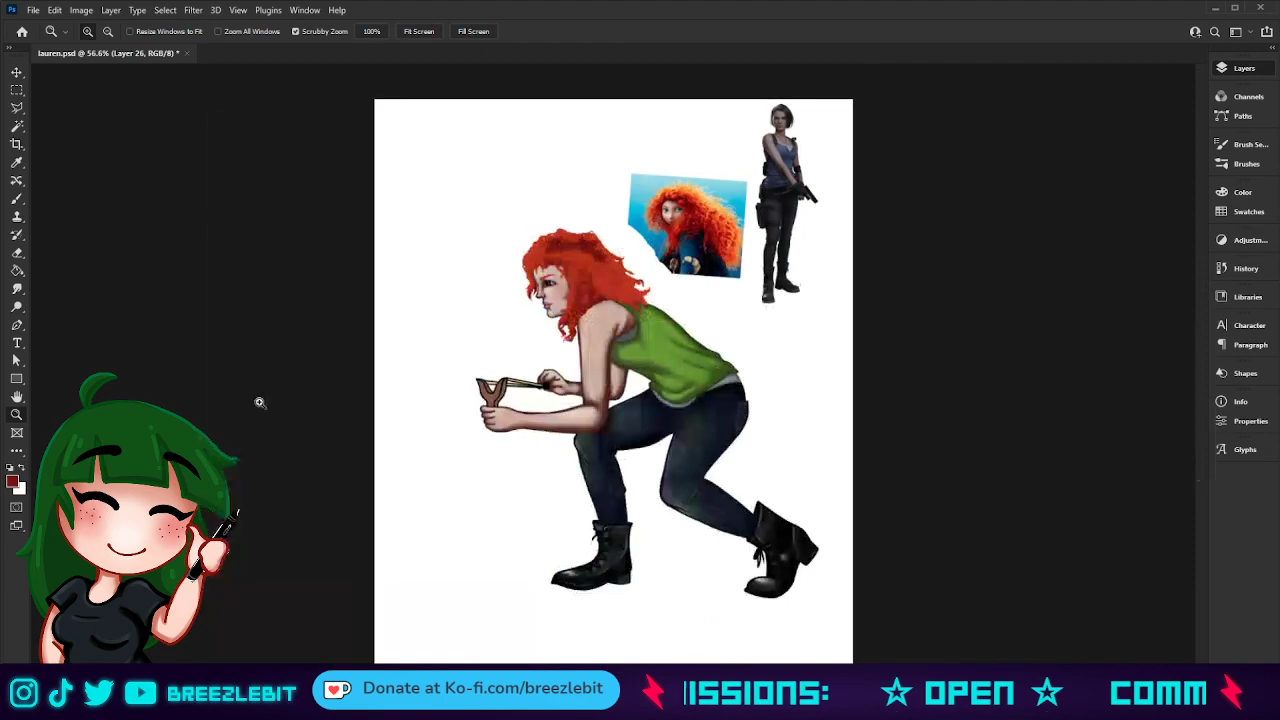 Ps File Edit Image Layer Type Select Filter 3D View Plugins Window Help
Resize Windows to Fit Zoom All Windows Scrubby Zoom 100% Fit Screen Fill Screen
lauren.psd @ 56.6% (Layer 26, RGB/8) *
Layers
Channels
Paths
Brush Se...
Brushes
Color
Swatches
Adjustm...
History
Libraries
Character
Paragraph
Shapes
Info
Properties
Glyphs
BREEZLEBIT Donate at Ko-fi.com/breezlebit ISSIONS: OPEN COMM